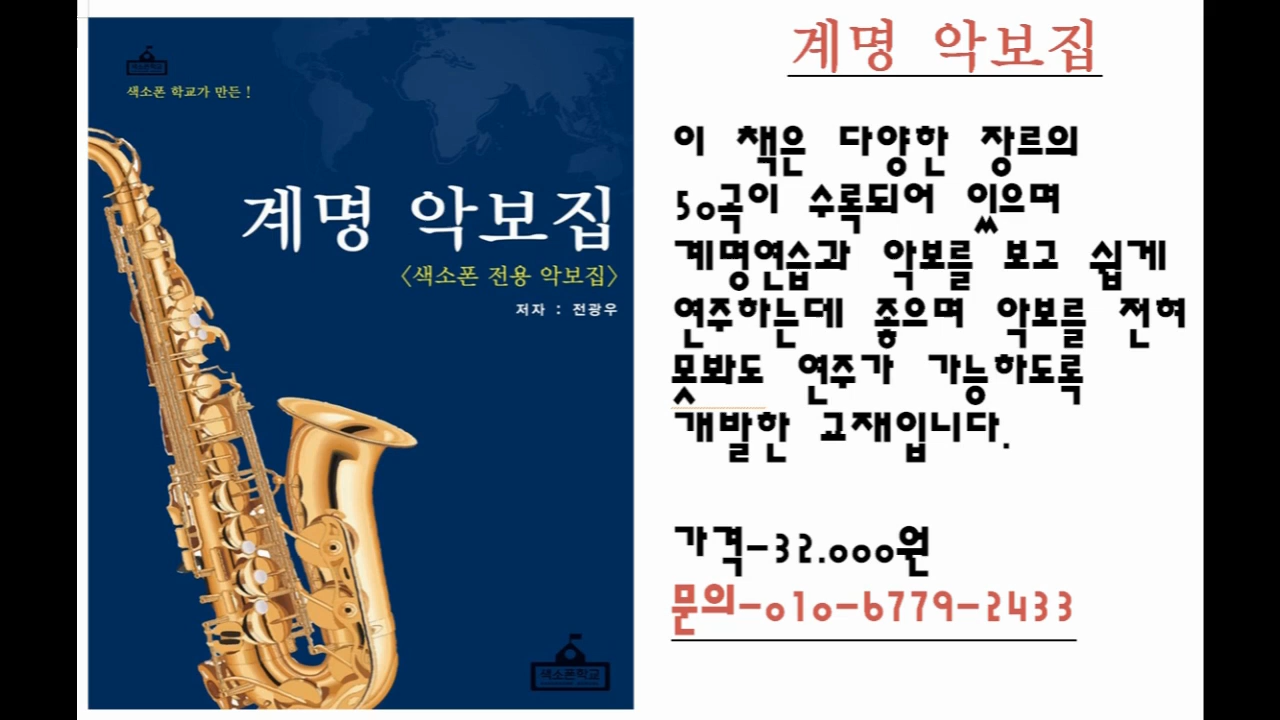 색소폰학교
색소폰 학교가 만든 !
계명 악보집
<색소폰 전용 악보집>
저자 : 전광우
색소폰학교
계명 악보집
이 책은 다양한 장르의
50곡이 수록되어 있으며
계명연습과 악보를 보고 쉽게
연주하는데 좋으며 악보를 전혀
못봐도 연주가 가능하도록
개발한 교재입니다.
가격-32.000원
문의-010-6779-2433